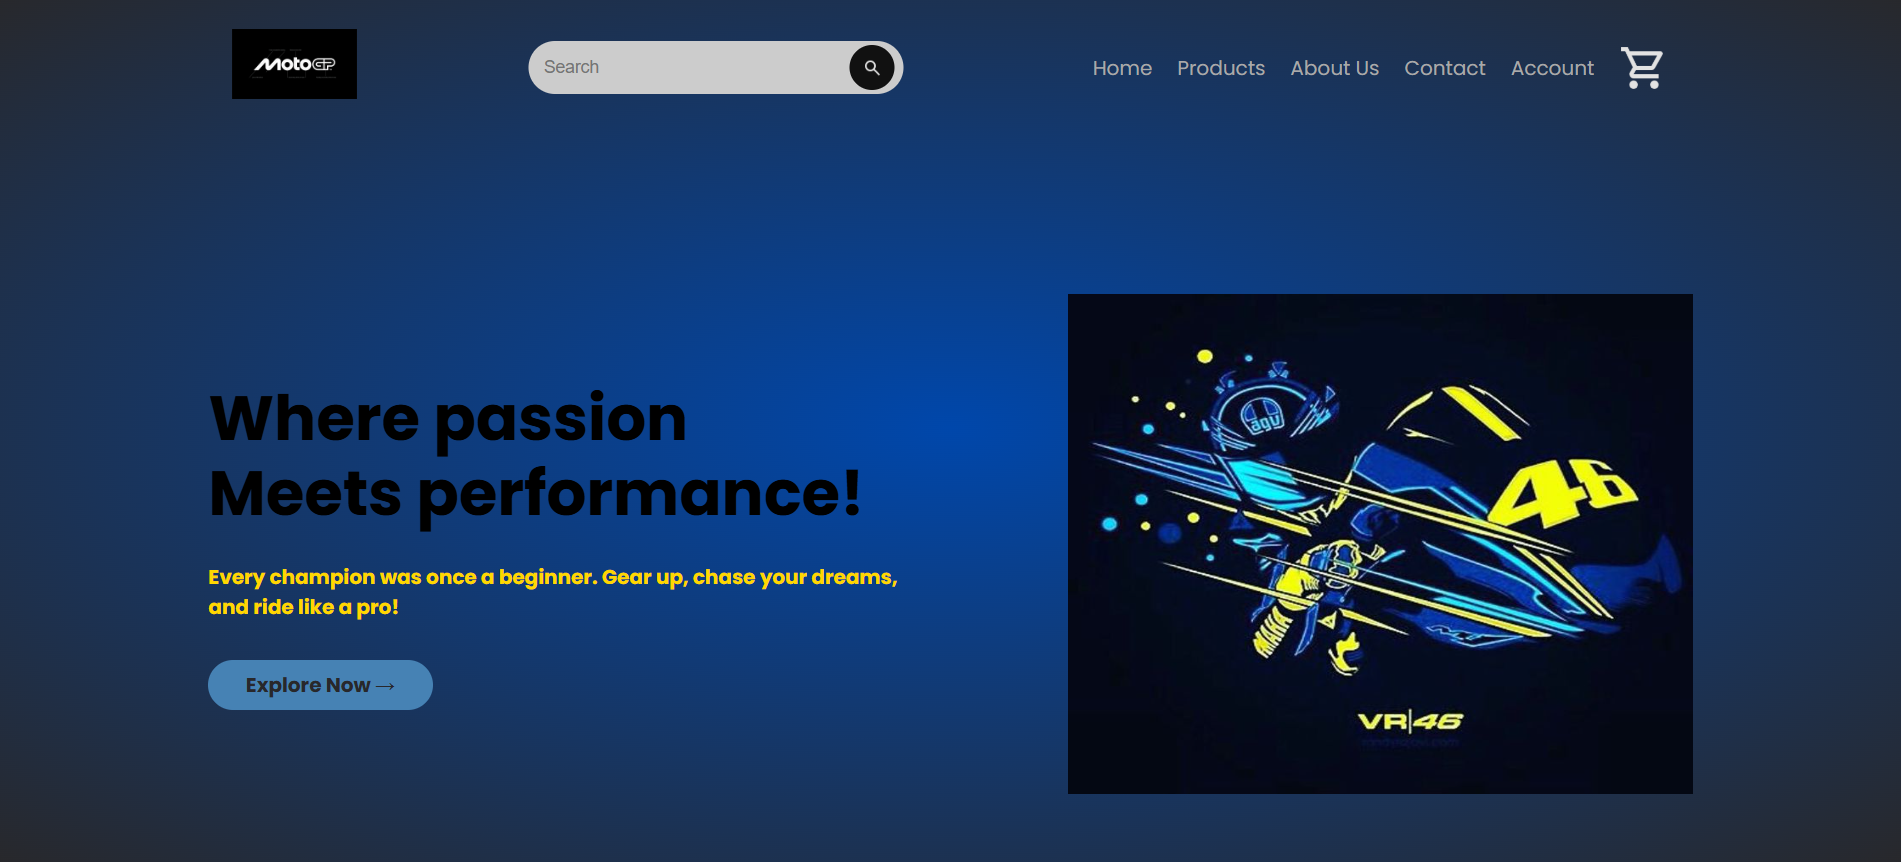 MotoGP
Search
Home Products About Us Contact Account
Where passion
Meets performance!
Every champion was once a beginner. Gear up, chase your dreams,
and ride like a pro!
Explore Now →
agv
46
VR|46